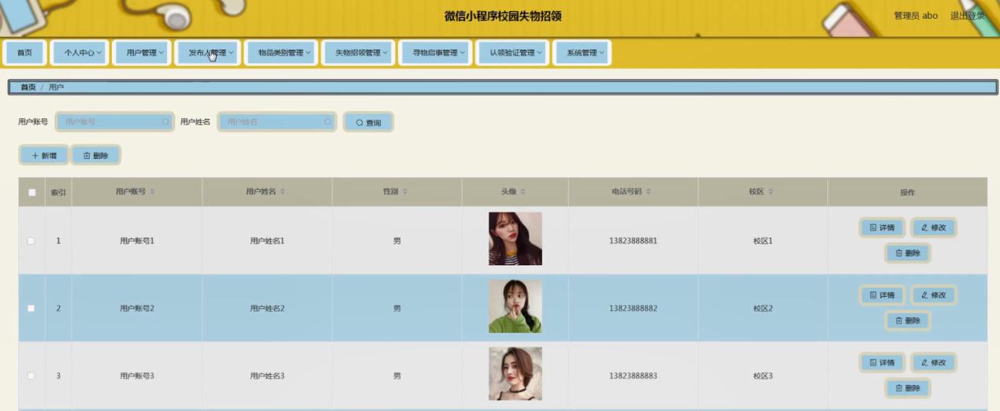 微信小程序校园失物招领
管理员 abo 退出登录
首页 个人中心 用户管理 发布人管理 物品类别管理 失物招领管理 寻物启事管理 认领验证管理 系统管理
首页 / 用户
用户账号 用户账号 用户姓名 用户姓名 查询
新增 删除
索引 用户账号 用户姓名 性别 头像 电话号码 校区 操作
1 用户账号1 用户姓名1 男 13823888881 校区1 详情 修改
删除
2 用户账号2 用户姓名2 男 13823888882 校区2 详情 修改
删除
3 用户账号3 用户姓名3 男 13823888883 校区3 详情 修改
删除